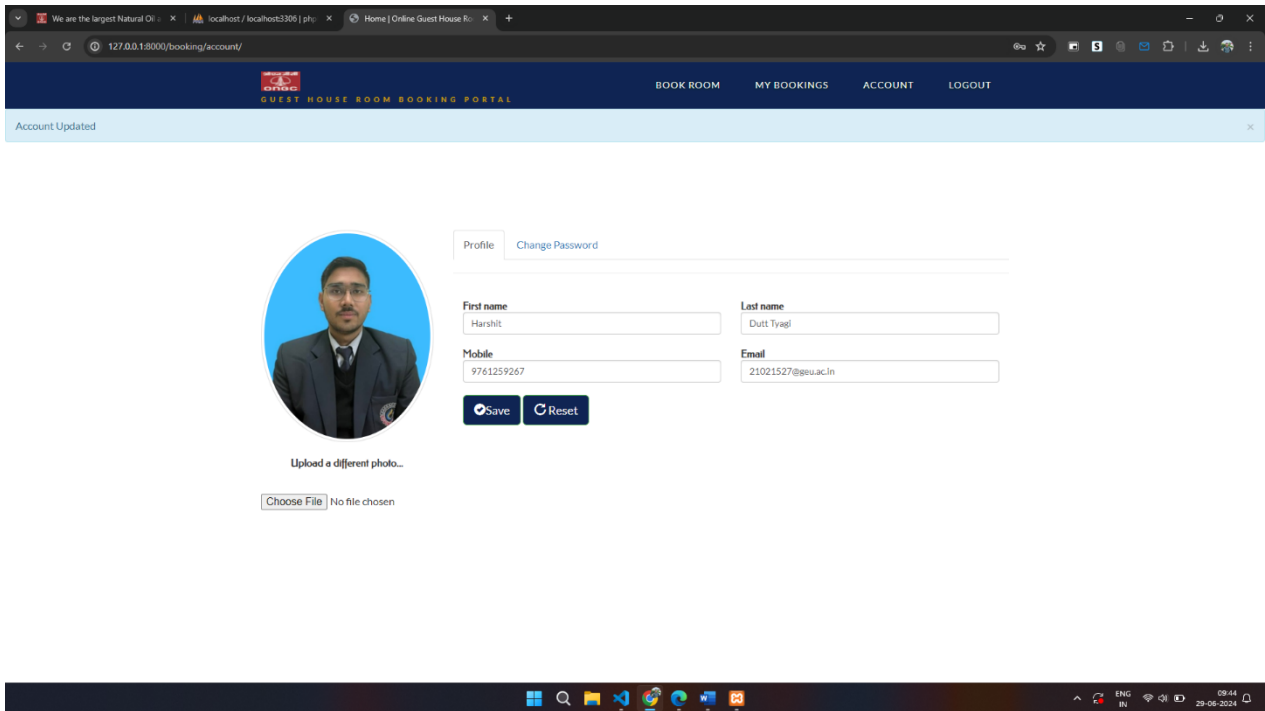 We are the largest Natural Oil a
localhost / localhost:3306 | php
Home | Online Guest House Ro
127.0.0.1:8000/booking/account/
ongc
GUEST HOUSE ROOM BOOKING PORTAL
BOOK ROOM
MY BOOKINGS
ACCOUNT
LOGOUT
Account Updated
Profile
Change Password
First name
Last name
Harshit
Dutt Tyagi
Mobile
Email
9761259267
21021527@geu.ac.in
Save
Reset
Upload a different photo...
Choose File No file chosen
ENG
IN
09:44
29-06-2024